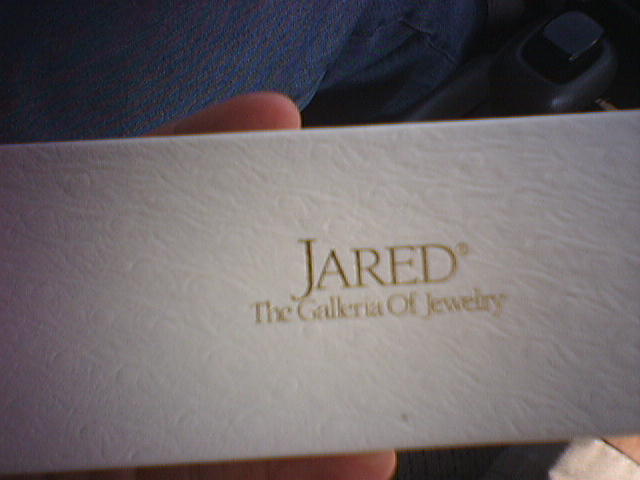 JARED®
The Galleria Of Jewelry